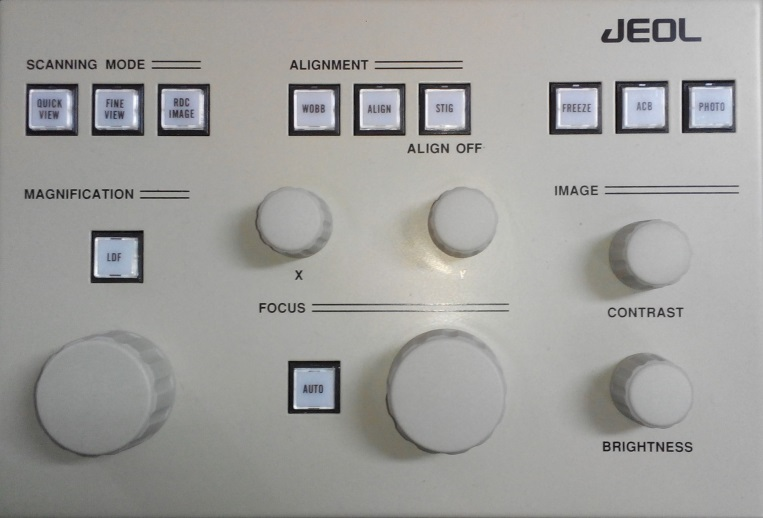 JEOL
SCANNING MODE
QUICK
VIEW
FINE
VIEW
RDC
IMAGE
ALIGNMENT
WOBB
ALIGN
STIG
ALIGN OFF
FREEZE
ACB
PHOTO
MAGNIFICATION
LDF
X
Y
IMAGE
CONTRAST
FOCUS
AUTO
BRIGHTNESS